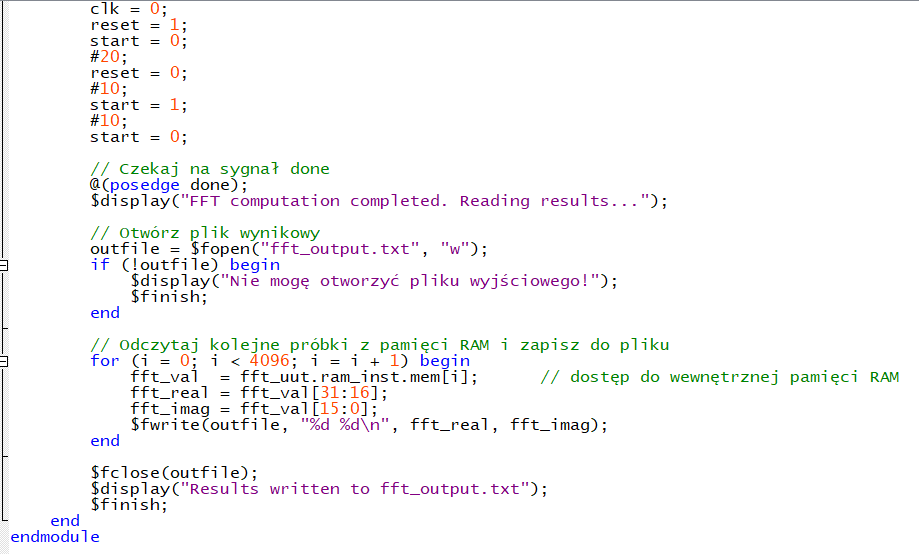 clk = 0;
reset = 1;
start = 0;
#20;
reset = 0;
#10;
start = 1;
#10;
start = 0;
// Czekaj na sygnał done
@(posedge done);
$display("FFT computation completed. Reading results...");
// Otwórz plik wynikowy
outfile = $fopen("fft_output.txt", "w");
if (!outfile) begin
$display("Nie mogę otworzyć pliku wyjściowego!");
$finish;
end
// Odczytaj kolejne próbki z pamięci RAM i zapisz do pliku
for (i = 0; i < 4096; i = i + 1) begin
fft_val  = fft_uut.ram_inst.mem[i];      // dostęp do wewnętrznej pamięci RAM
fft_real = fft_val[31:16];
fft_imag = fft_val[15:0];
$fwrite(outfile, "%d %d\n", fft_real, fft_imag);
end
$fclose(outfile);
$display("Results written to fft_output.txt");
$finish;
end
endmodule